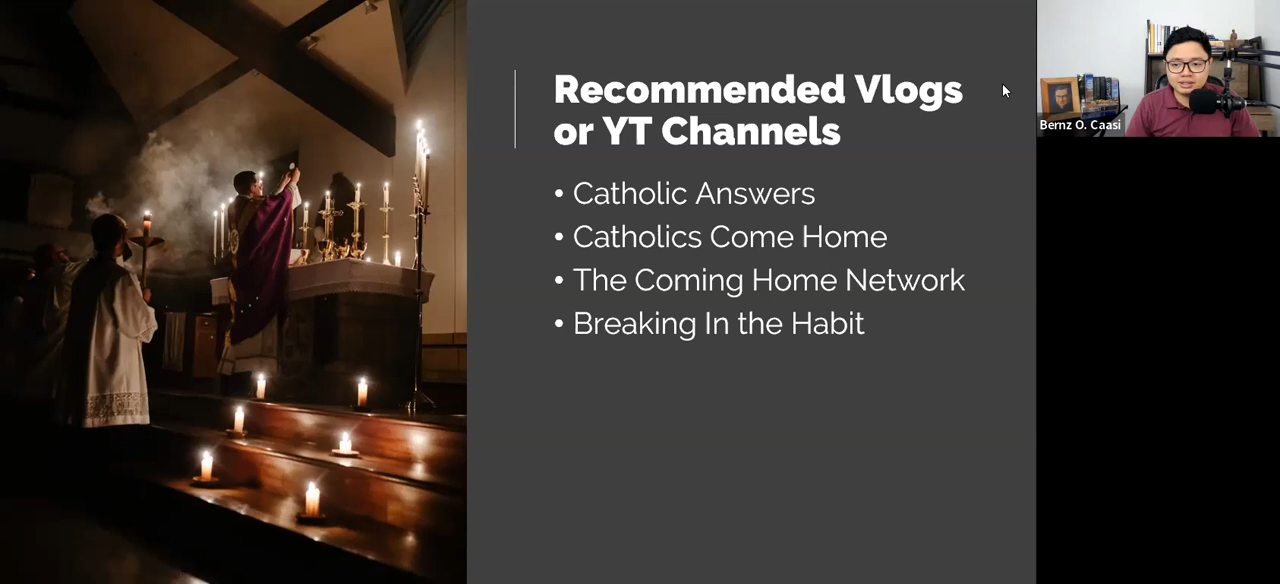 Recommended Vlogs
or YT Channels
• Catholic Answers
• Catholics Come Home
• The Coming Home Network
• Breaking In the Habit
Bernz O. Caasi